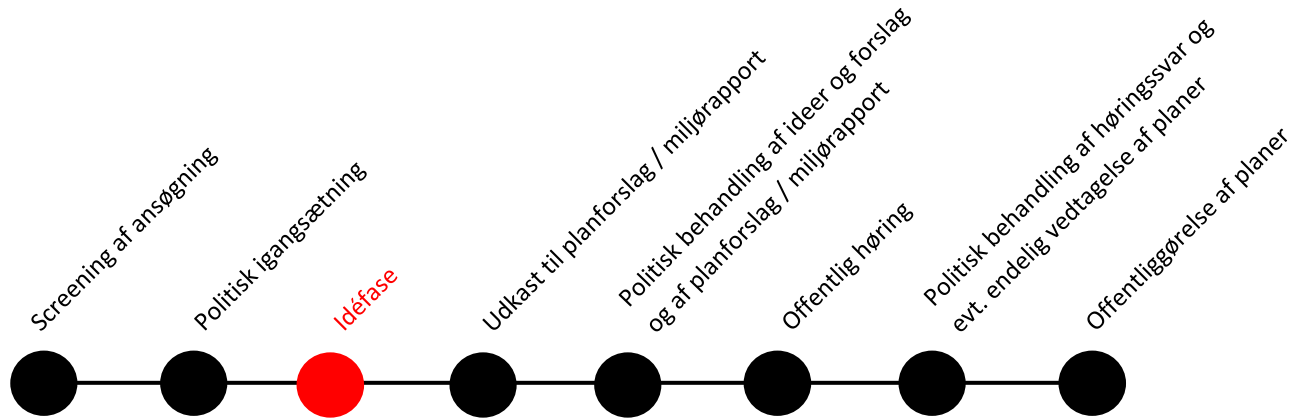 Screening af ansøgning
Politisk igangsætning
Idéfase
Udkast til planforslag / miljørapport
Politisk behandling af ideer og forslag
og af planforslag / miljørapport
Offentlig høring
Politisk behandling af høringssvar og
evt. endelig vedtagelse af planer
Offentliggørelse af planer